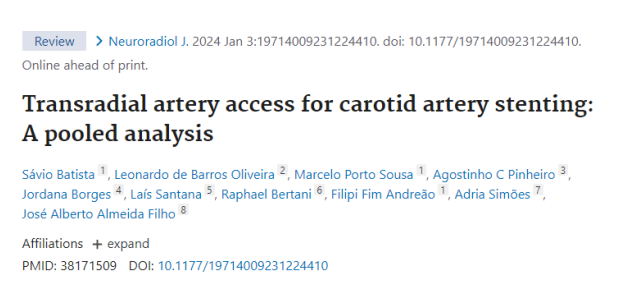 Review > Neuroradiol J. 2024 Jan 3:19714009231224410. doi: 10.1177/19714009231224410.
Online ahead of print.
Transradial artery access for carotid artery stenting:
A pooled analysis
Sávio Batista 1, Leonardo de Barros Oliveira 2, Marcelo Porto Sousa 1, Agostinho C Pinheiro 3,
Jordana Borges 4, Laís Santana 5, Raphael Bertani 6, Filipi Fim Andreão 1, Adria Simões 7,
José Alberto Almeida Filho 8
Affiliations + expand
PMID: 38171509 DOI: 10.1177/19714009231224410